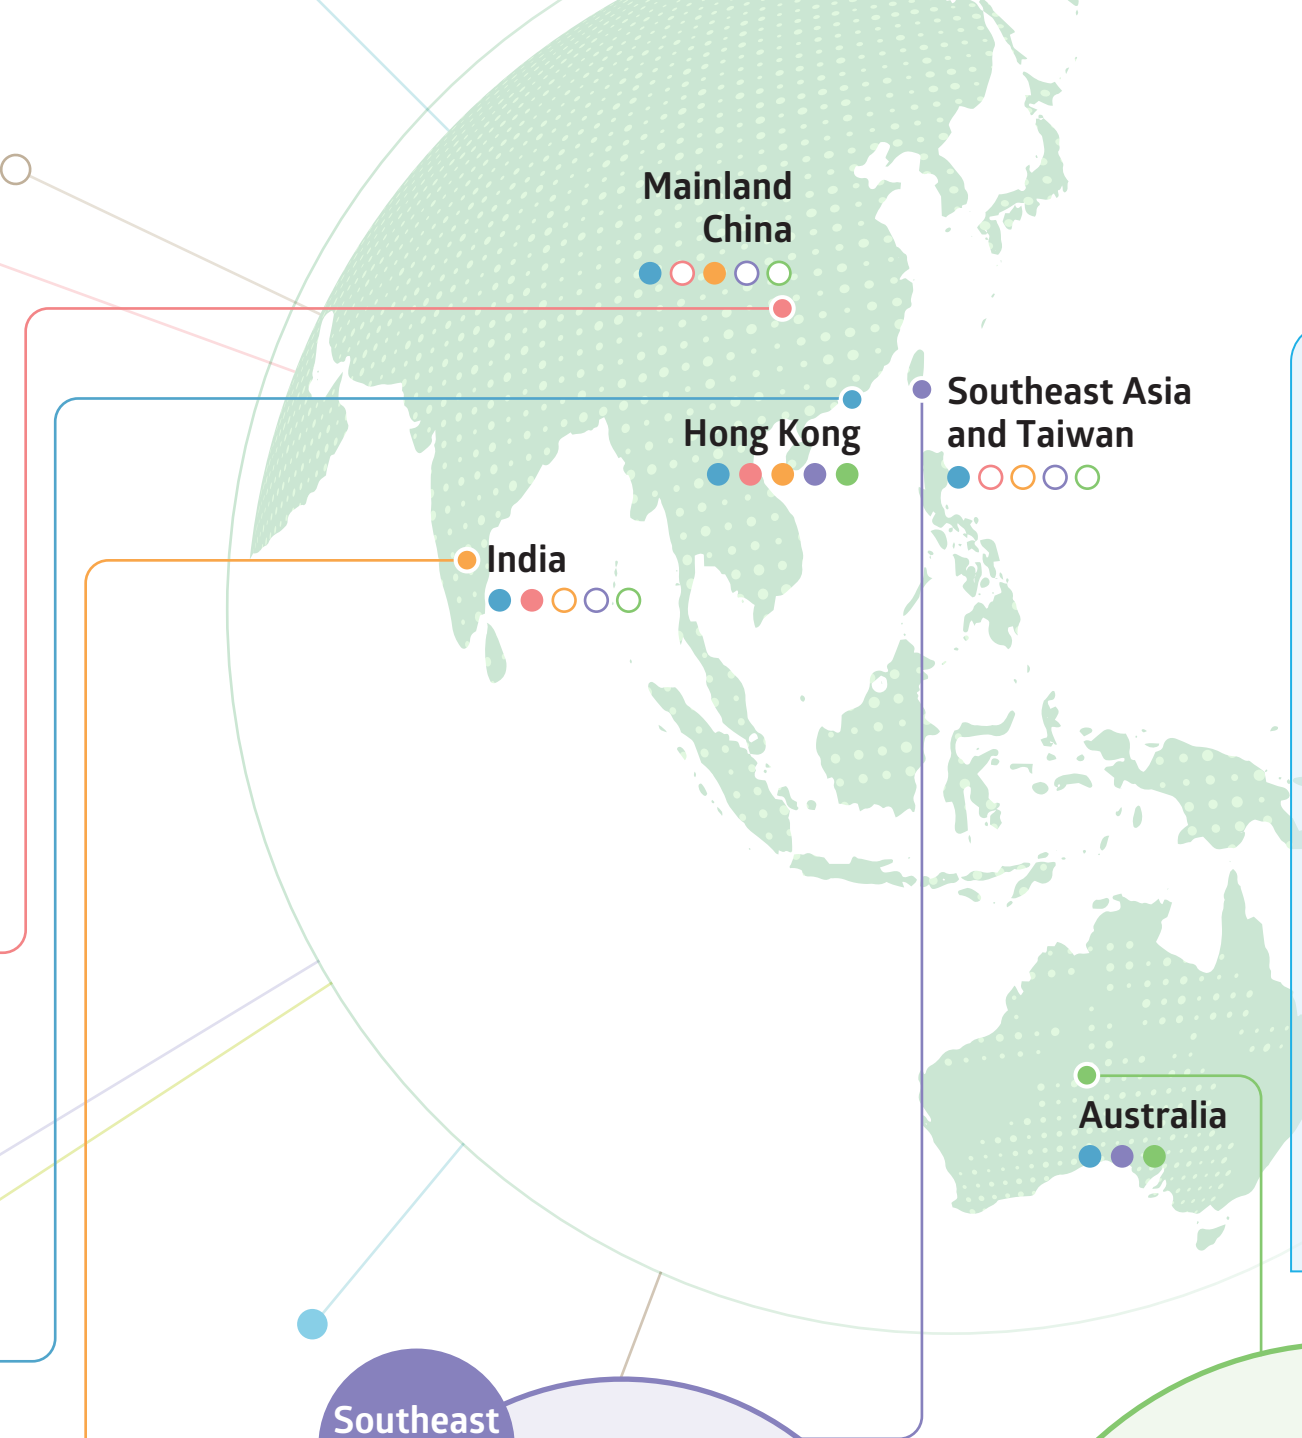 Mainland
China
Southeast Asia
and Taiwan
Hong Kong
India
Australia
Southeast